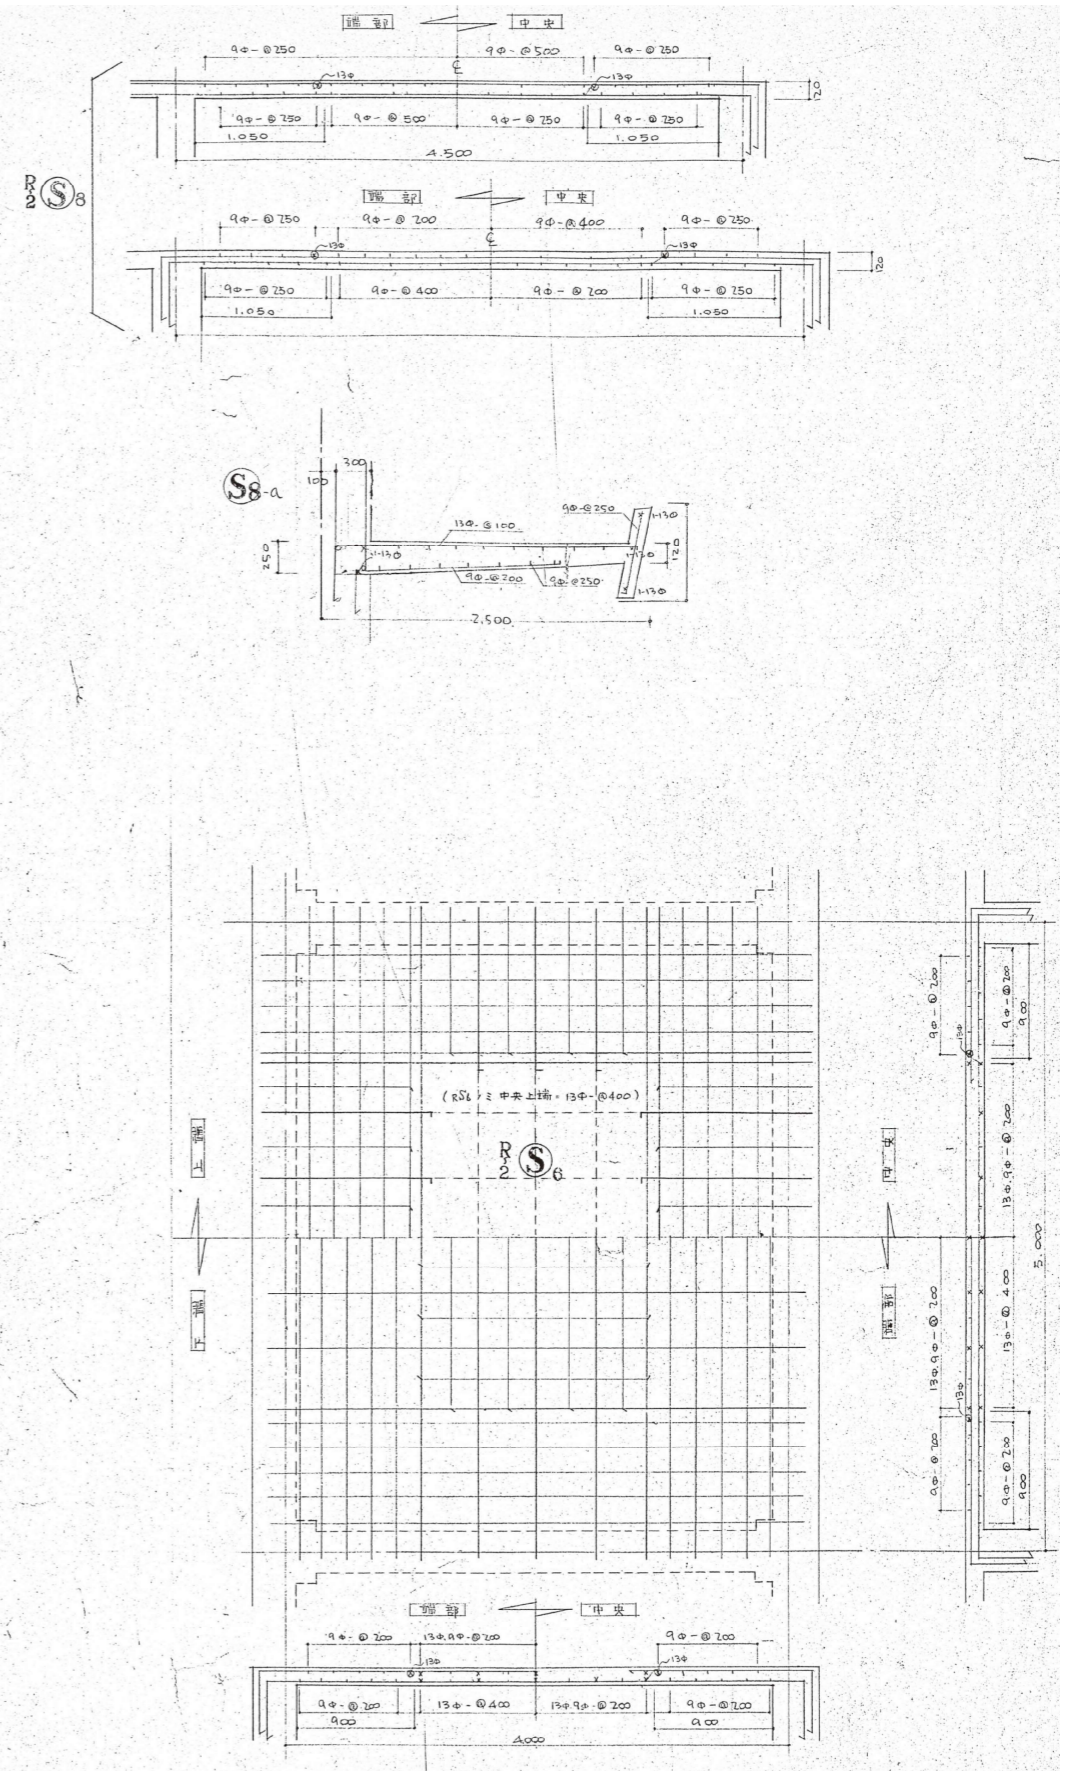 端部 中央
9Φ-@250 9Φ-@500 9Φ-@250
℄
13Φ 13Φ
120
9Φ-@250 9Φ-@500 9Φ-@250 9Φ-@250
1.050 1.050
4.500
R
2 S 8
端部 中央
9Φ-@250 9Φ-@200 9Φ-@400 9Φ-@250
℄
13Φ 13Φ
120
9Φ-@250 9Φ-@400 9Φ-@200 9Φ-@250
1.050 1.050
S8-a
300
100
9Φ-@250 1-13Φ
13Φ-@100
250 1-13Φ 1-13Φ 120
9Φ-@200 9Φ-@250 1-13Φ
2,500
(RS6ノミ 中央上端・13Φ-@400)
R
2 S 6
上端
下端
中央
端部
9Φ-@200
9Φ-@200
900
13Φ
13Φ.9Φ-@200
5.000
13Φ.9Φ-@200
13Φ-@400
13Φ
9Φ-@200
9Φ-@200
900
端部 中央
9Φ-@200 13Φ.9Φ-@200 9Φ-@200
13Φ 13Φ
9Φ-@200 13Φ-@400 13Φ.9Φ-@200 9Φ-@200
900 900
4.000